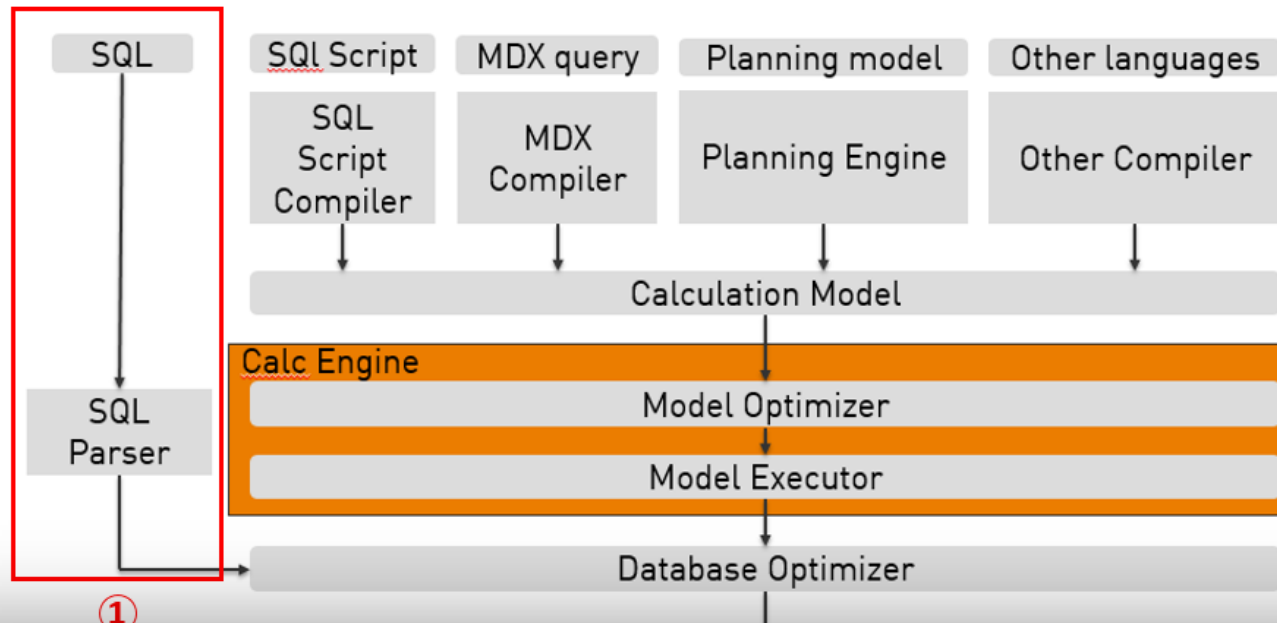 SQL
SQl Script
MDX query
Planning model
Other languages
SQL
Script
Compiler
MDX
Compiler
Planning Engine
Other Compiler
Calculation Model
Calc Engine
SQL
Parser
Model Optimizer
Model Executor
Database Optimizer
①